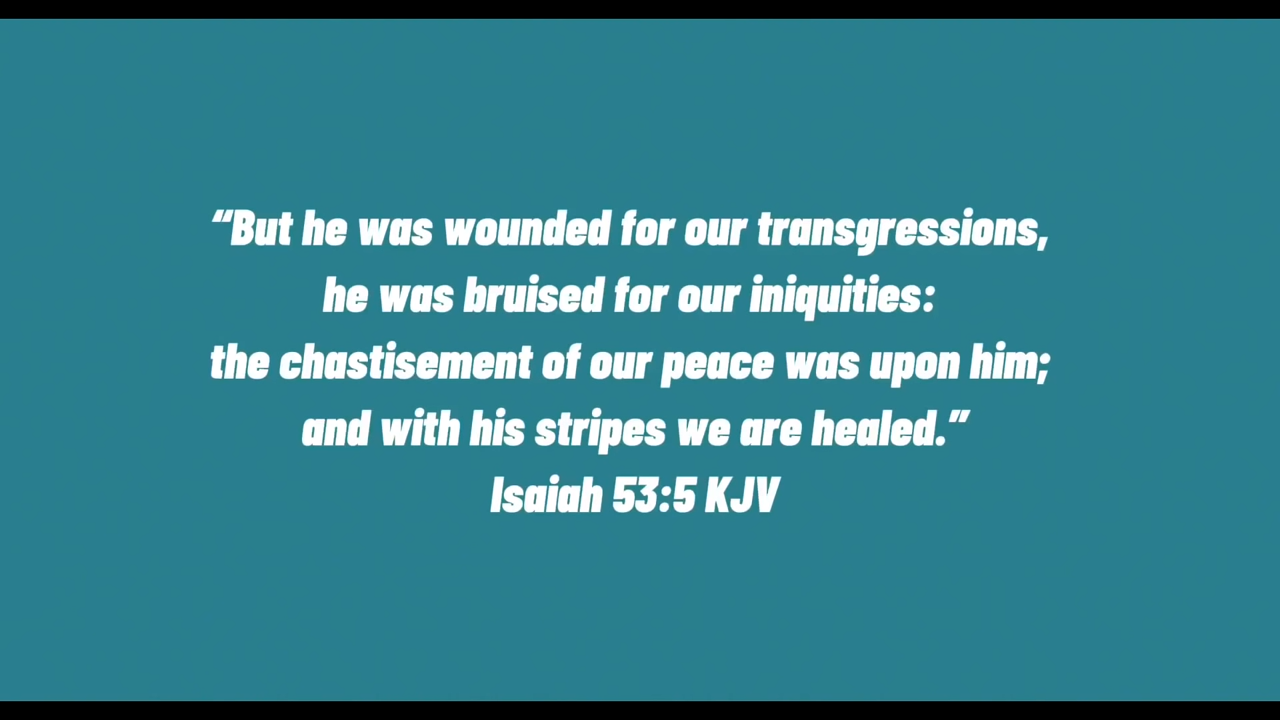 “But he was wounded for our transgressions,
he was bruised for our iniquities:
the chastisement of our peace was upon him;
and with his stripes we are healed.”
Isaiah 53:5 KJV